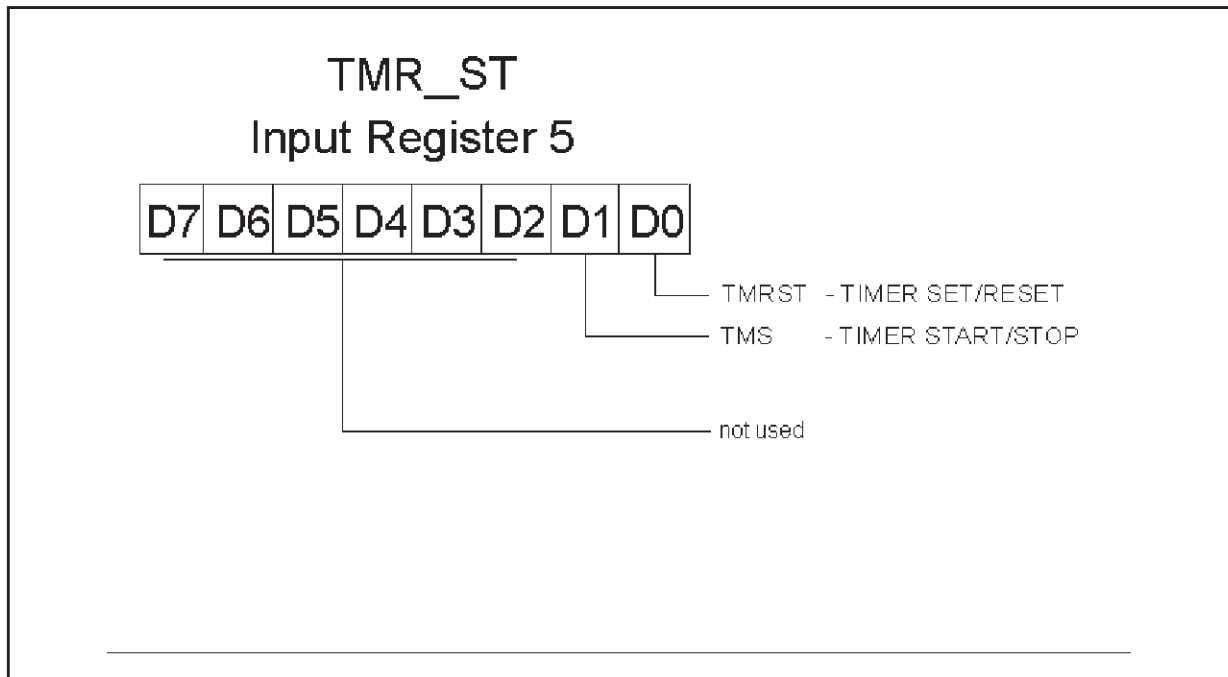 TMR_ST
Input Register 5
D7 D6 D5 D4 D3 D2 D1 D0
TMRST - TIMER SET/RESET
TMS - TIMER START/STOP
not used